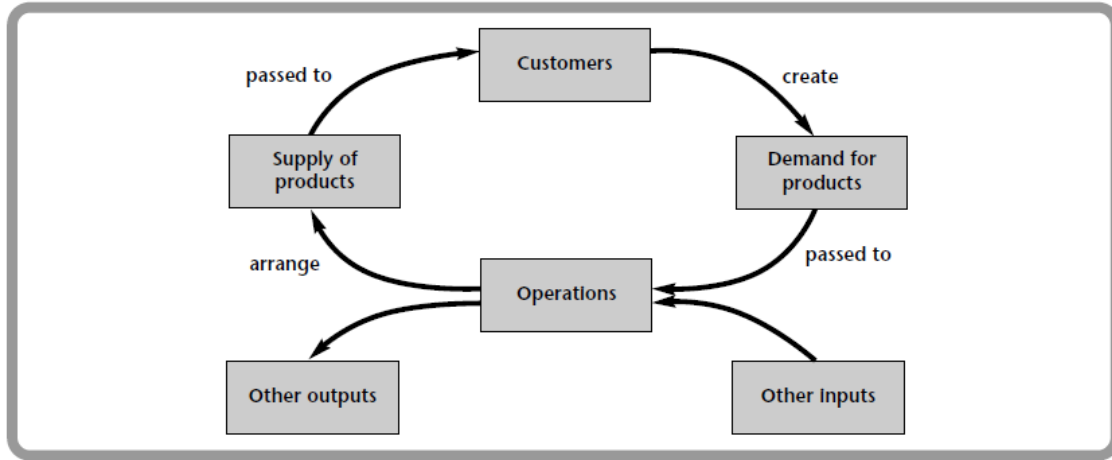 Customers
passed to
create
Supply of
products
Demand for
products
arrange
passed to
Operations
Other outputs
Other inputs